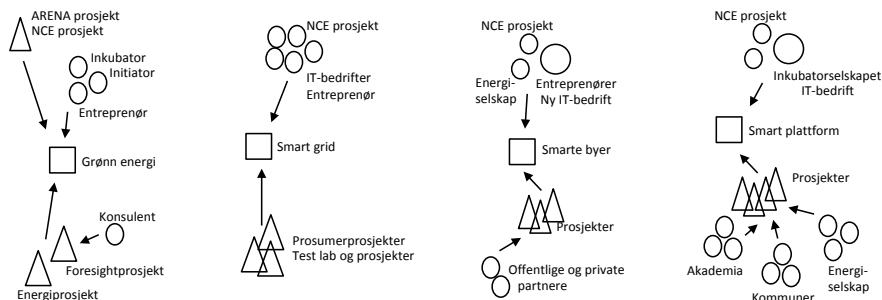 ARENA prosjekt
NCE prosjekt
Inkubator
Initiator
Entreprenør
Grønn energi
Konsulent
Foresightprosjekt
Energiprosjekt
NCE prosjekt
IT-bedrifter
Entreprenør
Smart grid
Prosumerprosjekter
Test lab og prosjekter
NCE prosjekt
Energi-
selskap
Entreprenører
Ny IT-bedrift
Smarte byer
Prosjekter
Offentlige og private
partnere
NCE prosjekt
Inkubatorselskapet
IT-bedrift
Smart plattform
Prosjekter
Akademia
Kommuner
Energi-
selskap